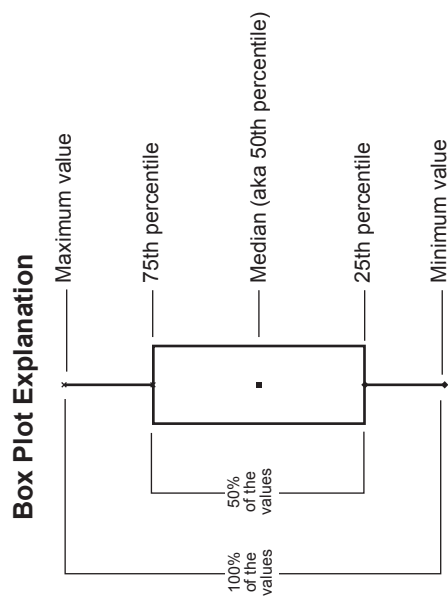 Box Plot Explanation
Maximum value
75th percentile
Median (aka 50th percentile)
25th percentile
Minimum value
50%
of the
values
100%
of the
values